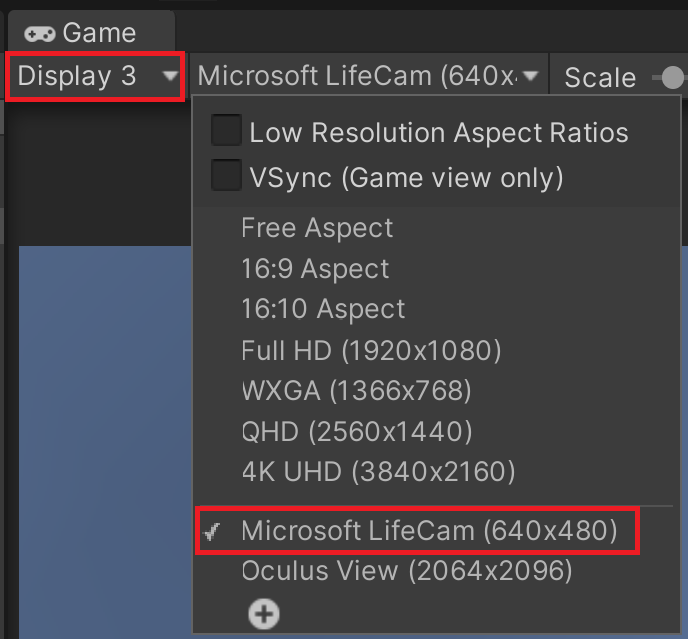 Game
Display 3 Microsoft LifeCam (640x4 Scale
Low Resolution Aspect Ratios
VSync (Game view only)
Free Aspect
16:9 Aspect
16:10 Aspect
Full HD (1920x1080)
WXGA (1366x768)
QHD (2560x1440)
4K UHD (3840x2160)
Microsoft LifeCam (640x480)
Oculus View (2064x2096)